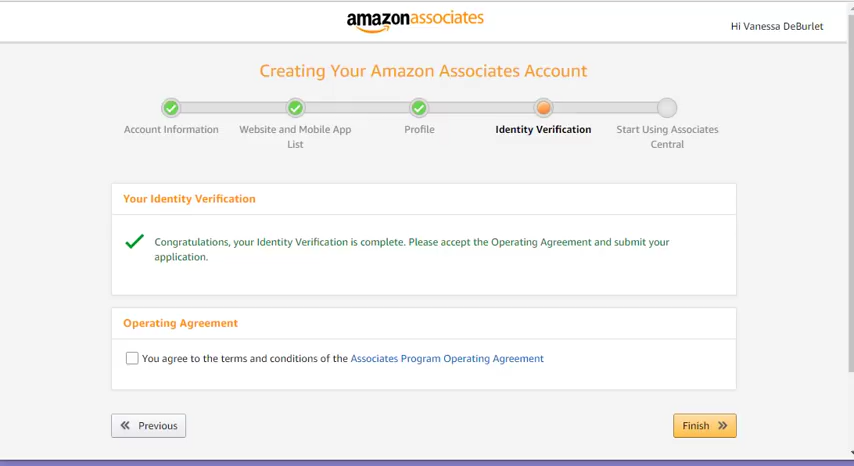 amazonassociates
Hi Vanessa DeBurlet
Creating Your Amazon Associates Account
Account Information
Website and Mobile App
List
Profile
Identity Verification
Start Using Associates
Central
Your Identity Verification
Congratulations, your Identity Verification is complete. Please accept the Operating Agreement and submit your
application.
Operating Agreement
You agree to the terms and conditions of the Associates Program Operating Agreement
Previous
Finish